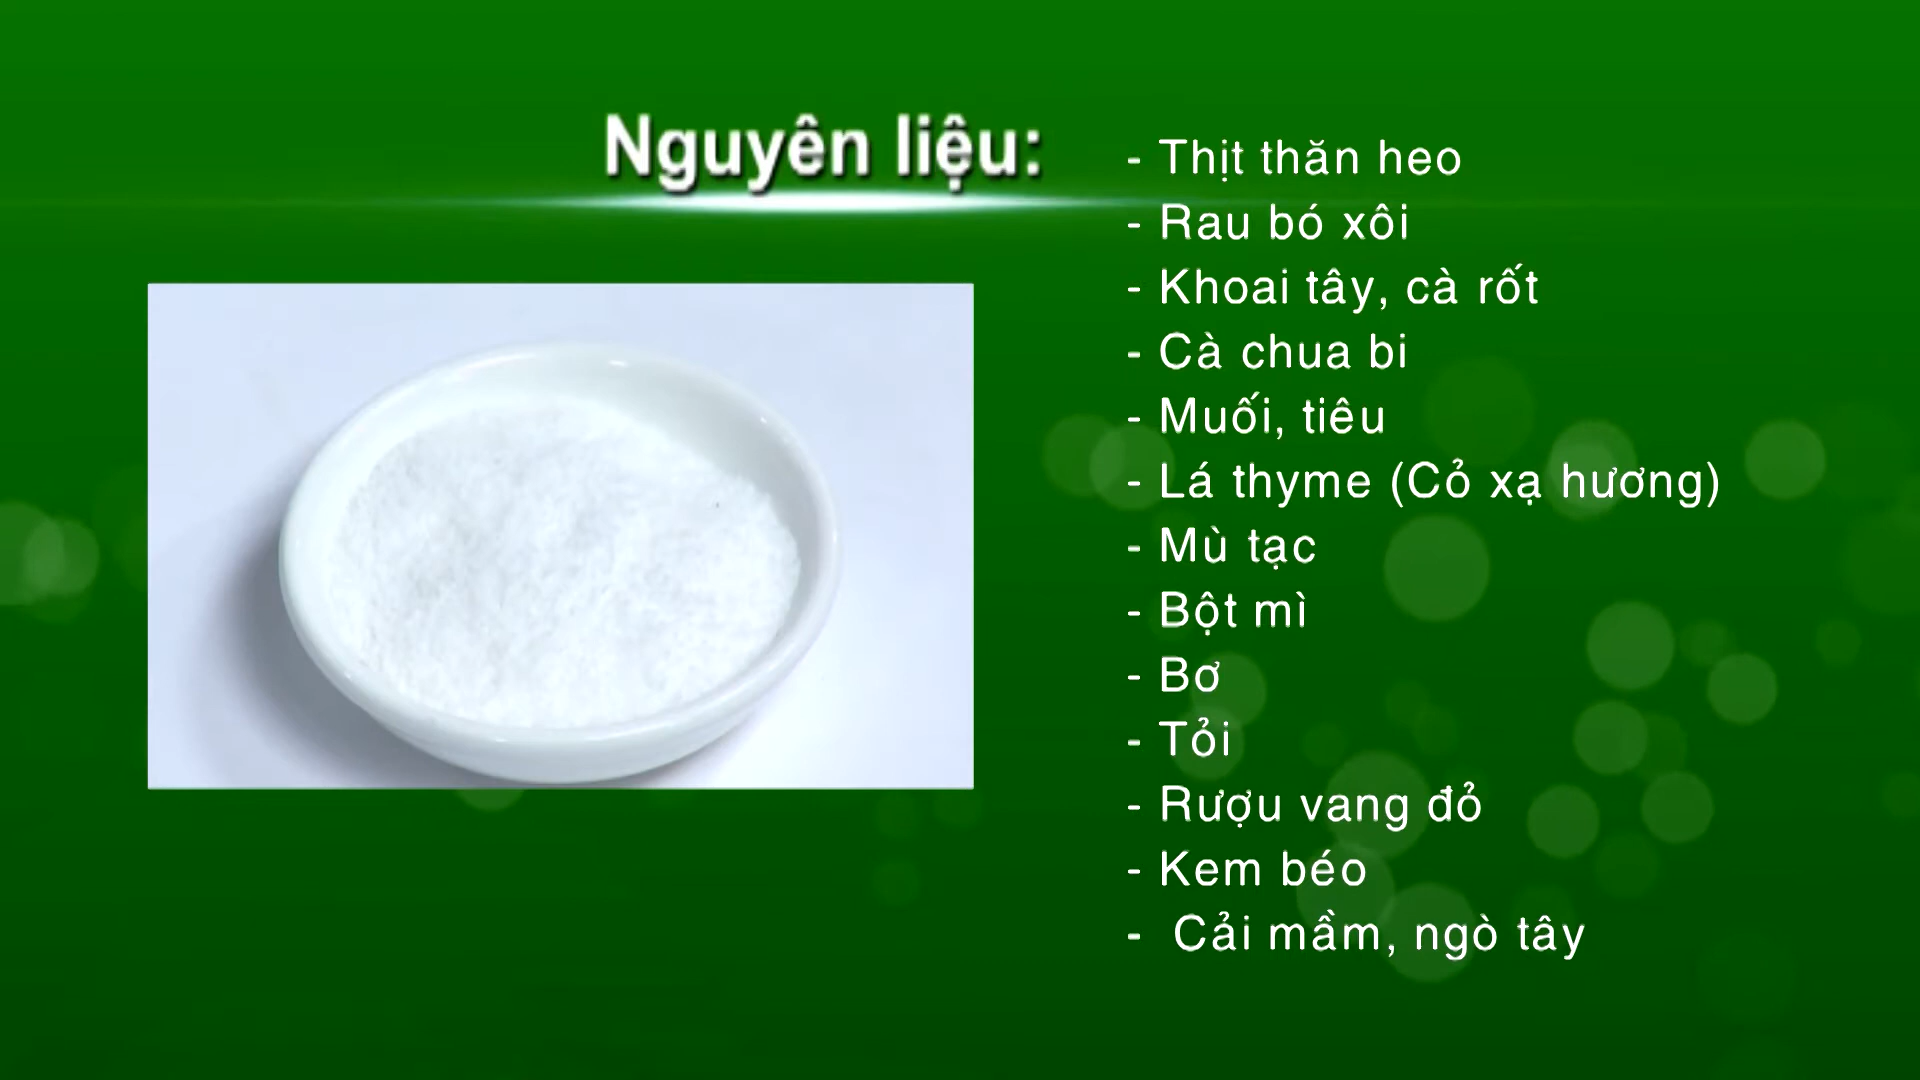 Nguyên liệu:
- Thịt thăn heo
- Rau bó xôi
- Khoai tây, cà rốt
- Cà chua bi
- Muối, tiêu
- Lá thyme (Cỏ xạ hương)
- Mù tạc
- Bột mì
- Bơ
- Tỏi
- Rượu vang đỏ
- Kem béo
- Cải mầm, ngò tây